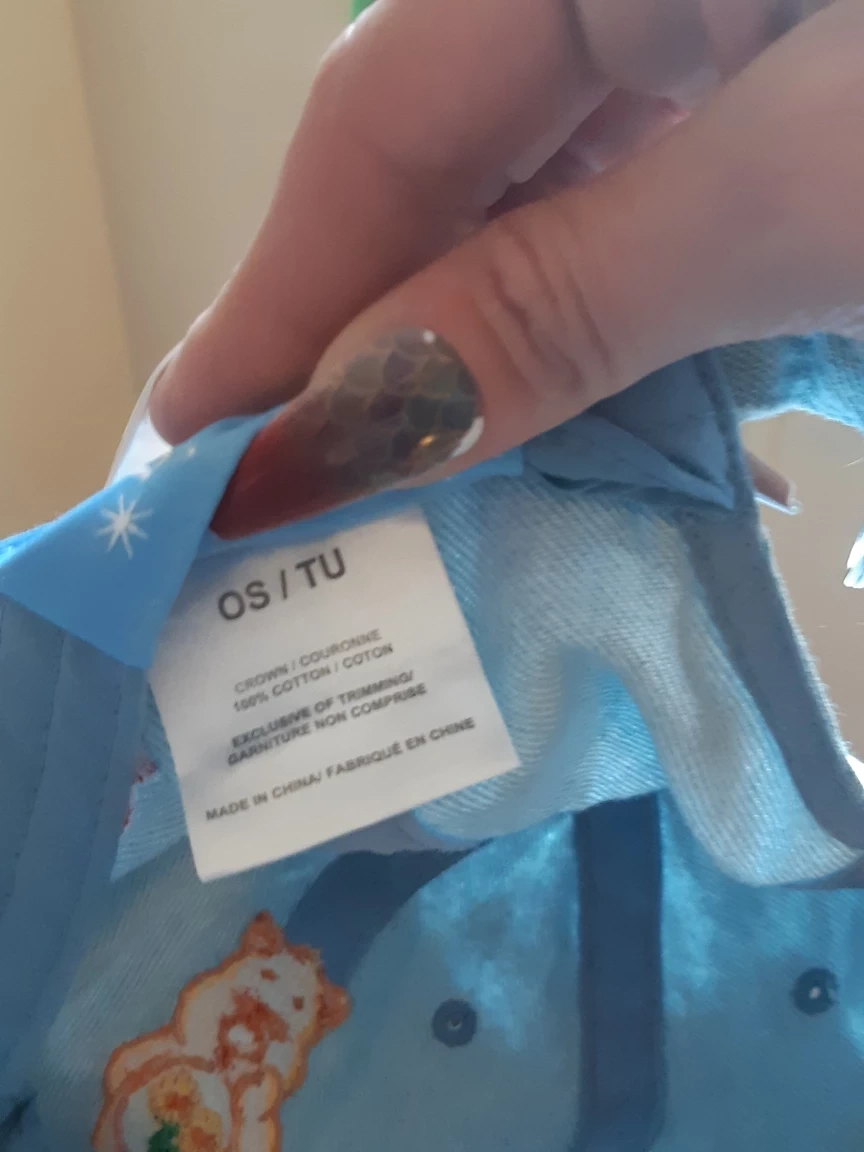 OS / TU
CROWN / COURONNE
100% COTTON / COTON
EXCLUSIVE OF TRIMMING/
GARNITURE NON COMPRISE
MADE IN CHINA/ FABRIQUÉ EN CHINE